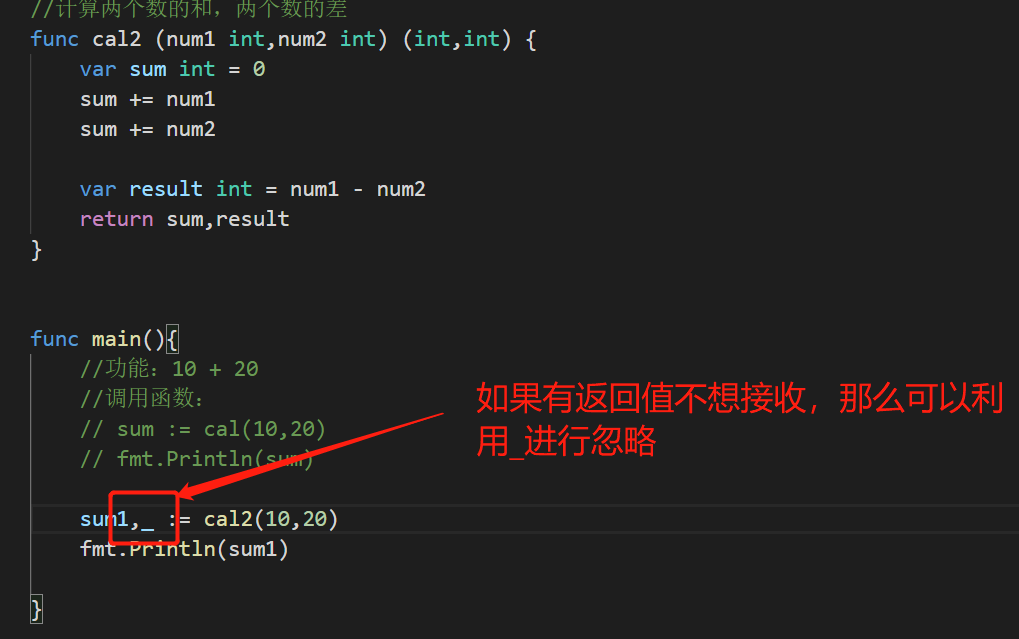 //计算两个数的和，两个数的差
func cal2 (num1 int,num2 int) (int,int) {
var sum int = 0
sum += num1
sum += num2
var result int = num1 - num2
return sum,result
}
func main(){
//功能：10 + 20
//调用函数：
// sum := cal(10,20)
// fmt.Println(sum)
如果有返回值不想接收，那么可以利
用_进行忽略
sum1,_ := cal2(10,20)
fmt.Println(sum1)
}